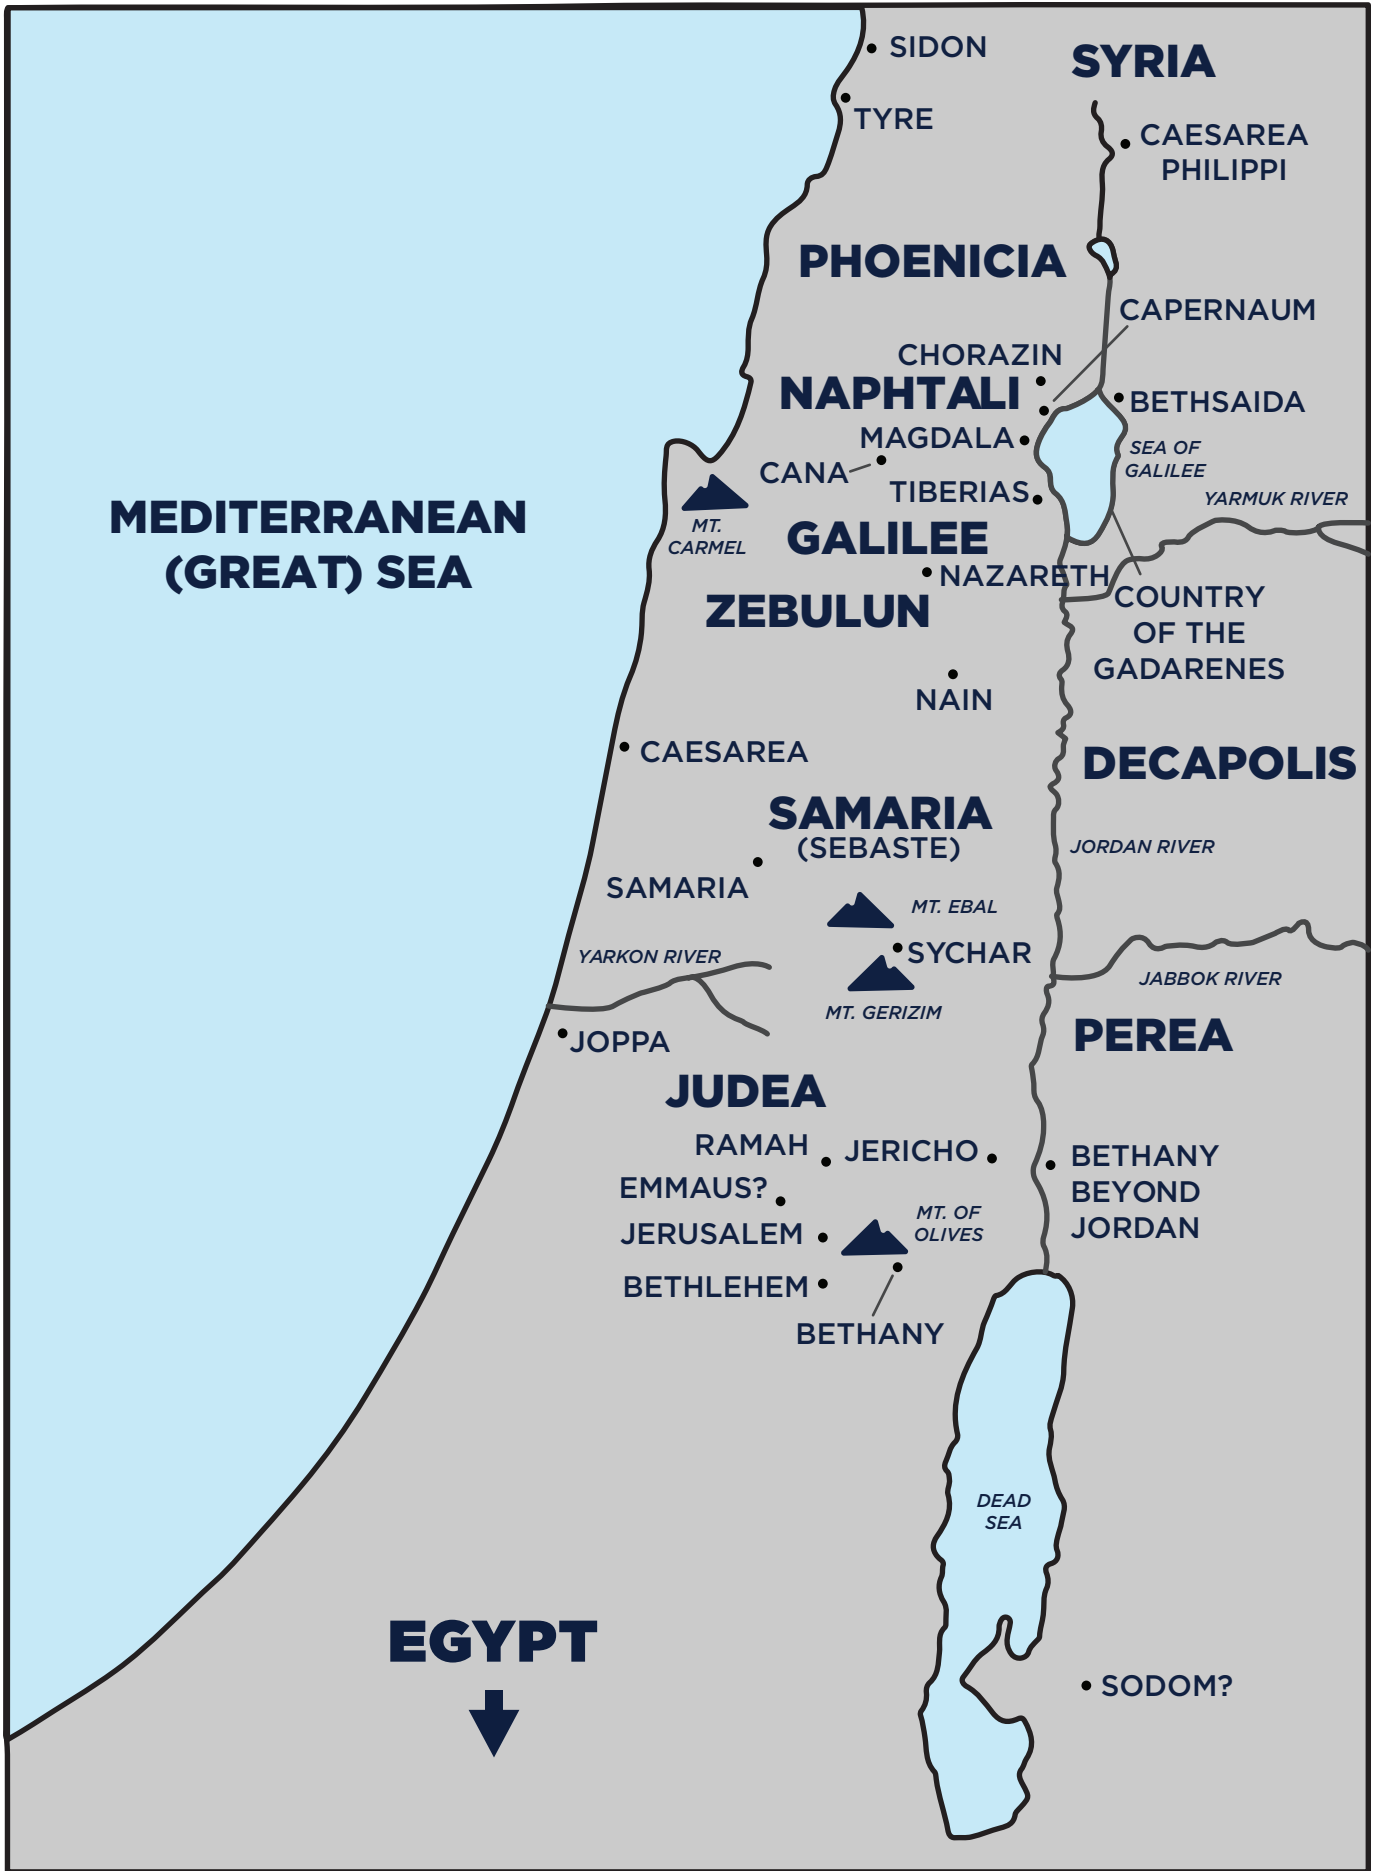 SIDON
SYRIA
TYRE
CAESAREA
PHILIPPI
PHOENICIA
CAPERNAUM
CHORAZIN
NAPHTALI
BETHSAIDA
MAGDALA
SEA OF
GALILEE
CANA
TIBERIAS
YARMUK RIVER
MEDITERRANEAN
(GREAT) SEA
MT.
CARMEL
GALILEE
NAZARETH
COUNTRY
OF THE
GADARENES
ZEBULUN
NAIN
CAESAREA
DECAPOLIS
SAMARIA
(SEBASTE)
JORDAN RIVER
SAMARIA
MT. EBAL
SYCHAR
YARKON RIVER
JABBOK RIVER
MT. GERIZIM
JOPPA
PEREA
JUDEA
RAMAH
JERICHO
BETHANY
BEYOND
JORDAN
EMMAUS?
MT. OF
OLIVES
JERUSALEM
BETHLEHEM
BETHANY
DEAD
SEA
EGYPT
SODOM?